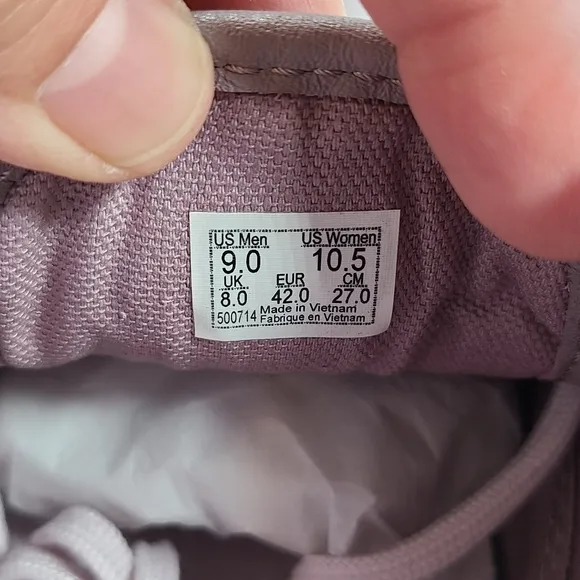 US Men US Women
9.0 10.5
UK EUR CM
8.0 42.0 27.0
500714 Made in Vietnam
Fabrique en Vietnam